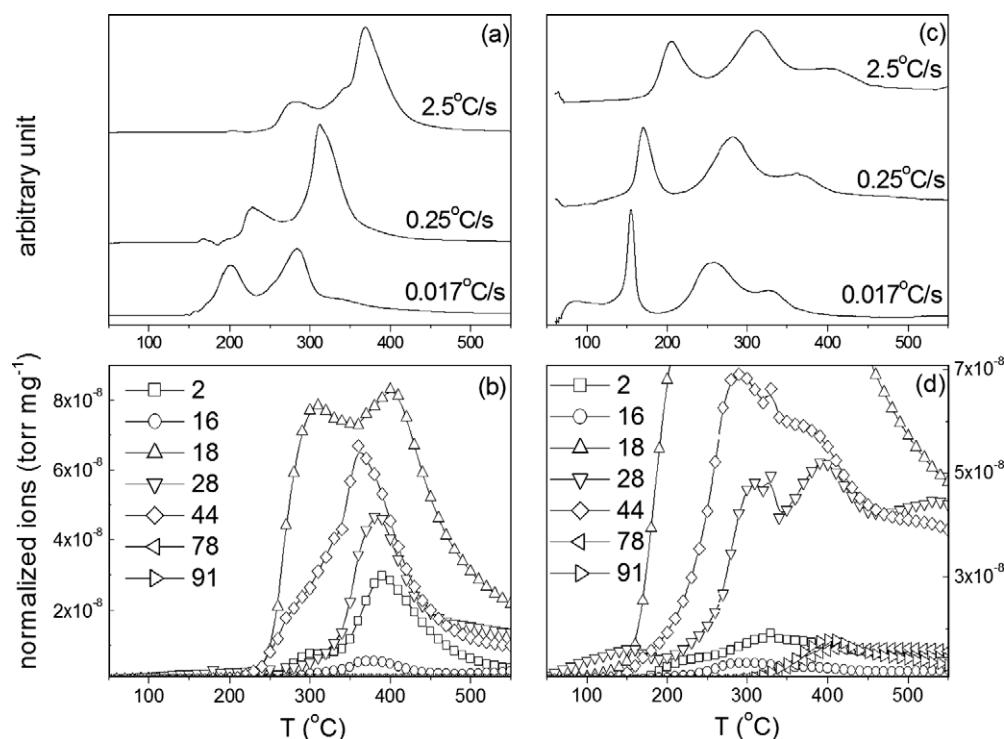 (a)
2.5°C/s
0.25°C/s
0.017°C/s
100 200 300 400 500
arbitrary unit
(c)
2.5°C/s
0.25°C/s
0.017°C/s
100 200 300 400 500
(b)
8x10⁻⁸
6x10⁻⁸
4x10⁻⁸
2x10⁻⁸
normalized ions (torr mg⁻¹)
2
16
18
28
44
78
91
100 200 300 400 500
T (°C)
(d)
7x10⁻⁸
5x10⁻⁸
3x10⁻⁸
2
16
18
28
44
78
91
100 200 300 400 500
T (°C)